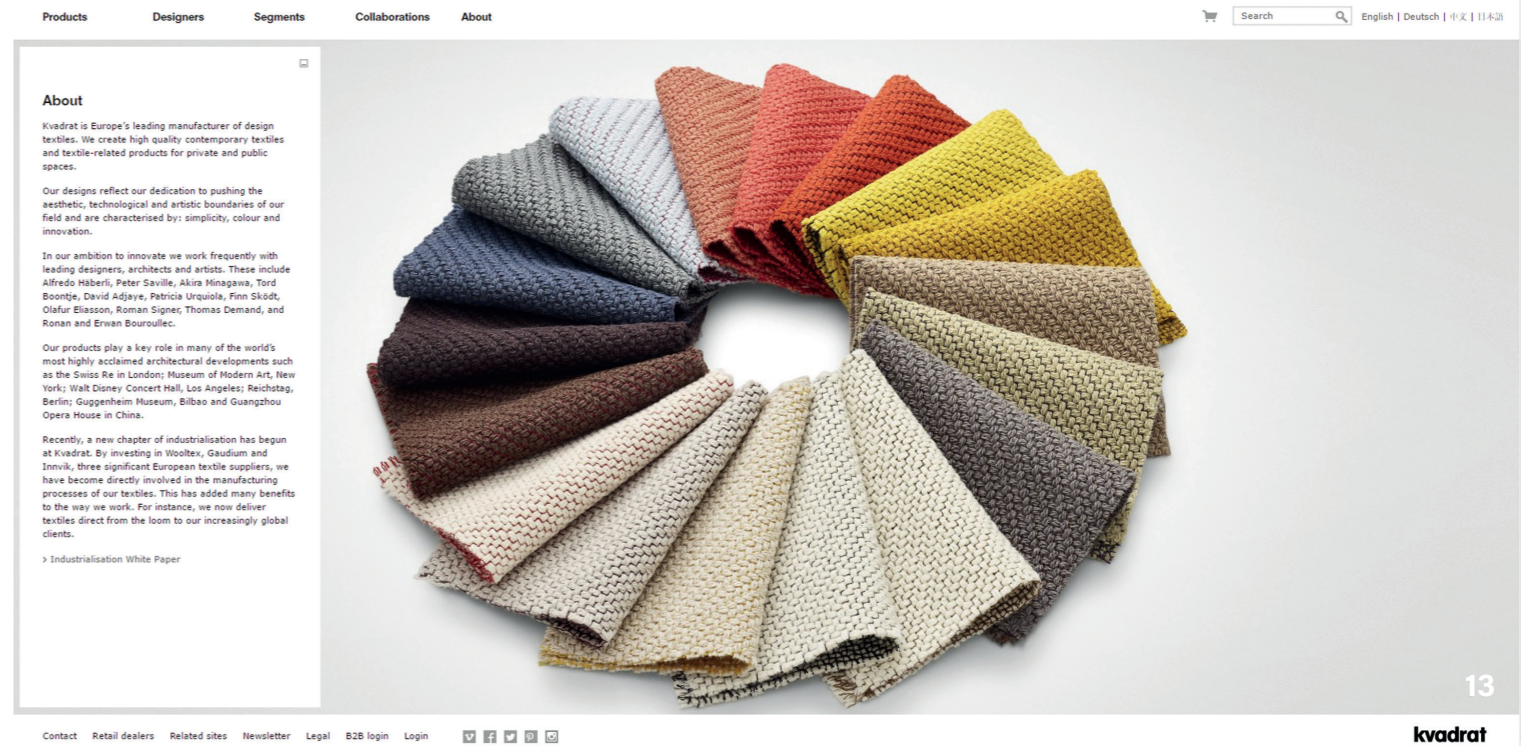 Products Designers Segments Collaborations About Search English | Deutsch | 中文 | 日本語
About
Kvadrat is Europe's leading manufacturer of design
textiles. We create high quality contemporary textiles
and textile-related products for private and public
spaces.
Our designs reflect our dedication to pushing the
aesthetic, technological and artistic boundaries of our
field and are characterised by: simplicity, colour and
innovation.
In our ambition to innovate we work frequently with
leading designers, architects and artists. These include
Alfredo Häberli, Peter Saville, Akira Minagawa, Tord
Boontje, David Adjaye, Patricia Urquiola, Finn Sködt,
Olafur Eliasson, Roman Signer, Thomas Demand, and
Ronan and Erwan Bouroullec.
Our products play a key role in many of the world's
most highly acclaimed architectural developments such
as the Swiss Re in London; Museum of Modern Art, New
York; Walt Disney Concert Hall, Los Angeles; Reichstag,
Berlin; Guggenheim Museum, Bilbao and Guangzhou
Opera House in China.
Recently, a new chapter of industrialisation has begun
at Kvadrat. By investing in Wooltex, Gaudium and
Innvik, three significant European textile suppliers, we
have become directly involved in the manufacturing
processes of our textiles. This has added many benefits
to the way we work. For instance, we now deliver
textiles direct from the loom to our increasingly global
clients.
> Industrialisation White Paper
13
Contact Retail dealers Related sites Newsletter Legal B2B login Login kvadrat